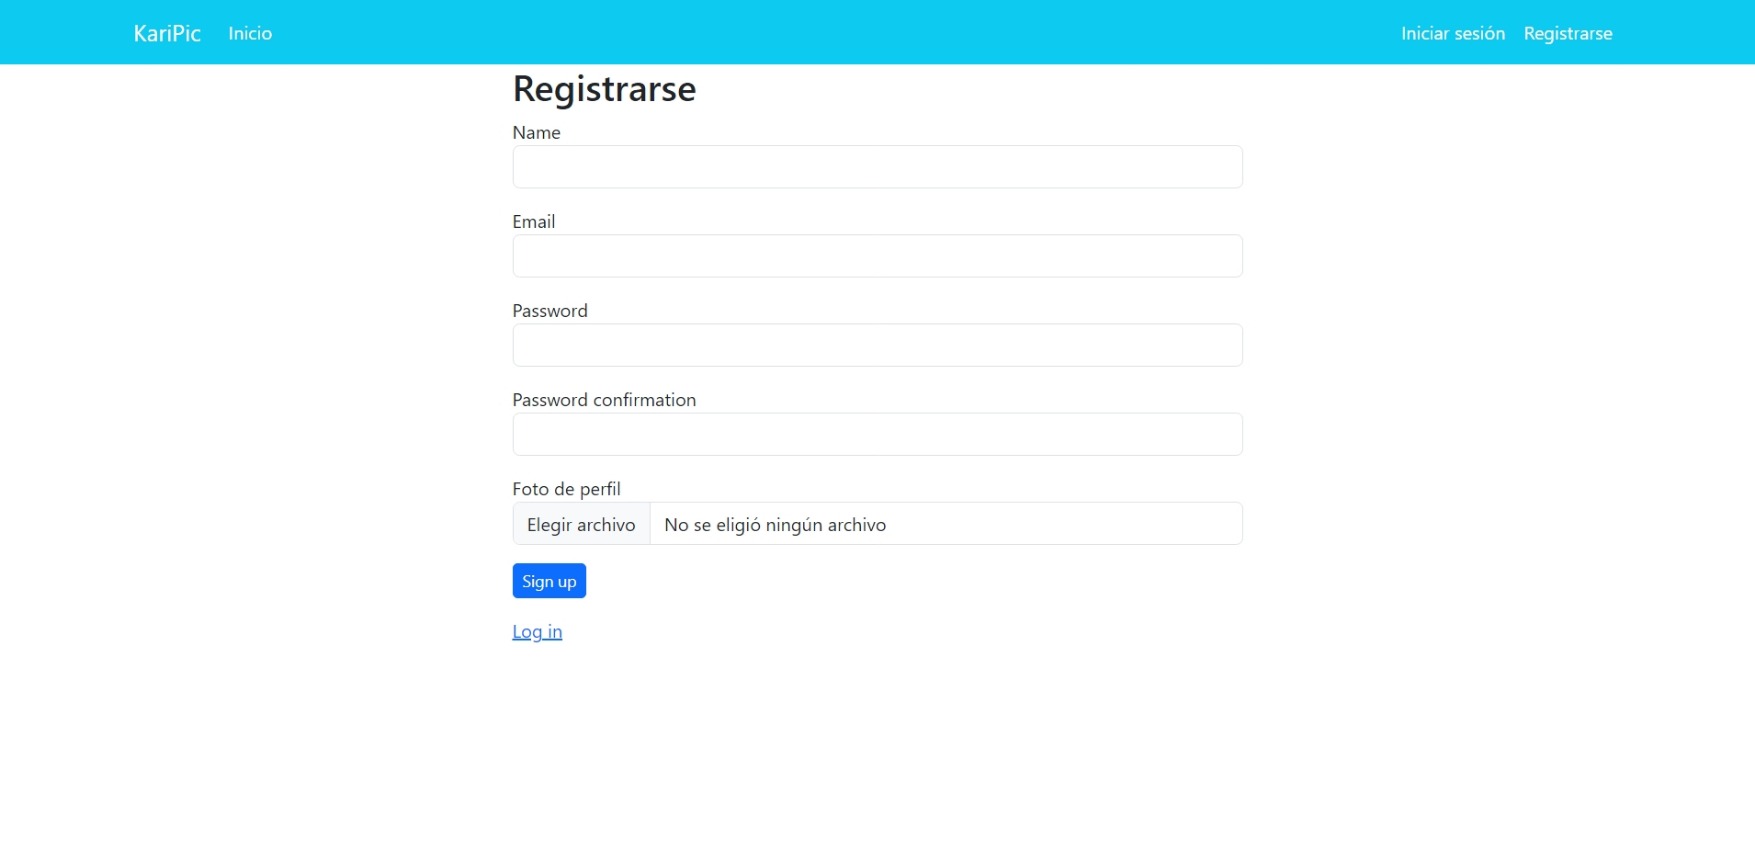 KariPic Inicio Iniciar sesión Registrarse
Registrarse
Name
Email
Password
Password confirmation
Foto de perfil
Elegir archivo No se eligió ningún archivo
Sign up
Log in